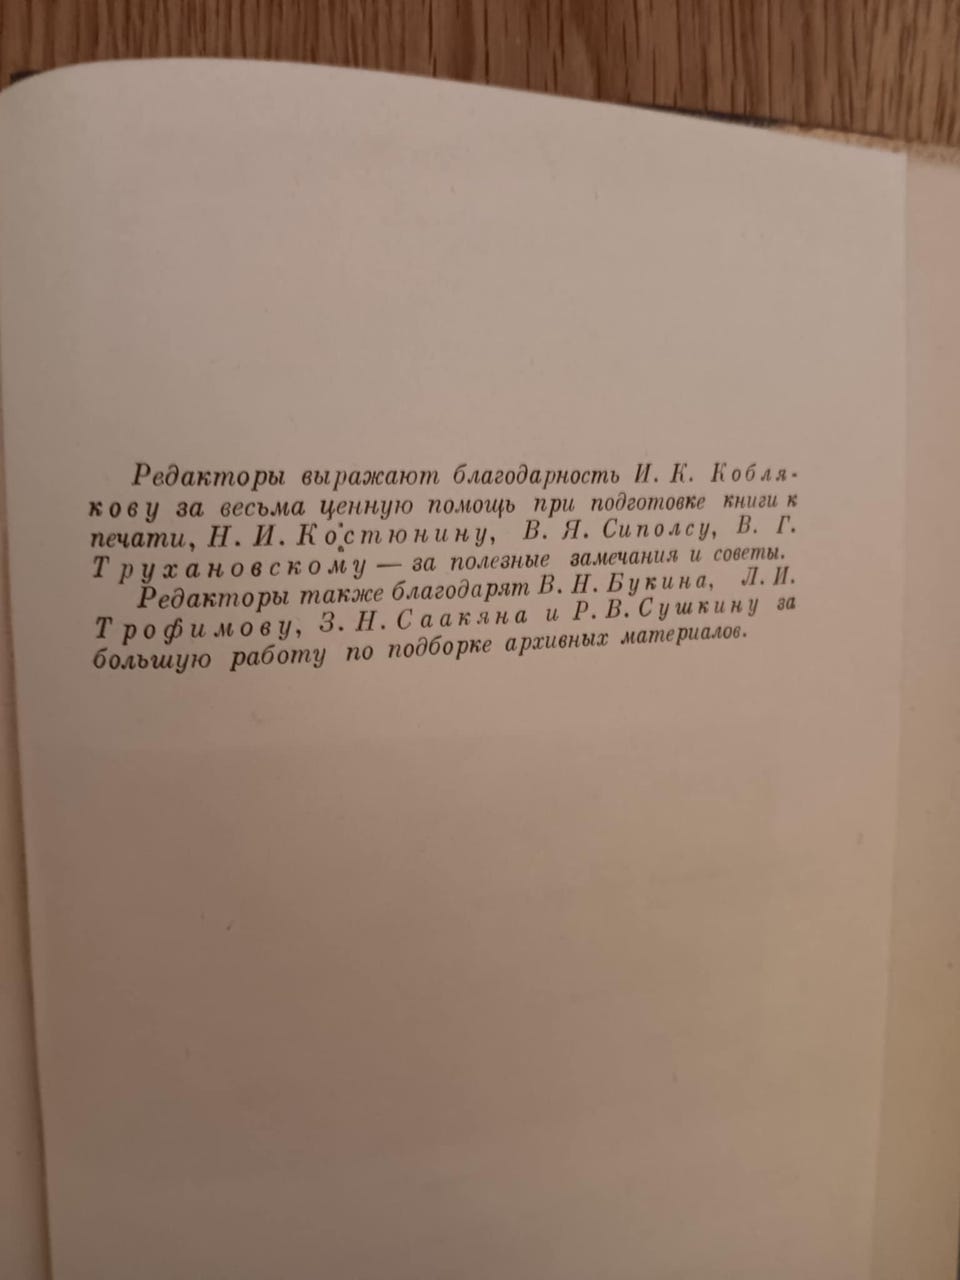 Редакторы выражают благодарность И. К. Кобля-
кову за весьма ценную помощь при подготовке книги к
печати, Н. И. Костюнину, В. Я. Сиполсу, В. Г.
Трухановскому — за полезные замечания и советы.
Редакторы также благодарят В. Н. Букина, Л. И.
Трофимову, З. Н. Саакяна и Р. В. Сушкину за
большую работу по подборке архивных материалов.